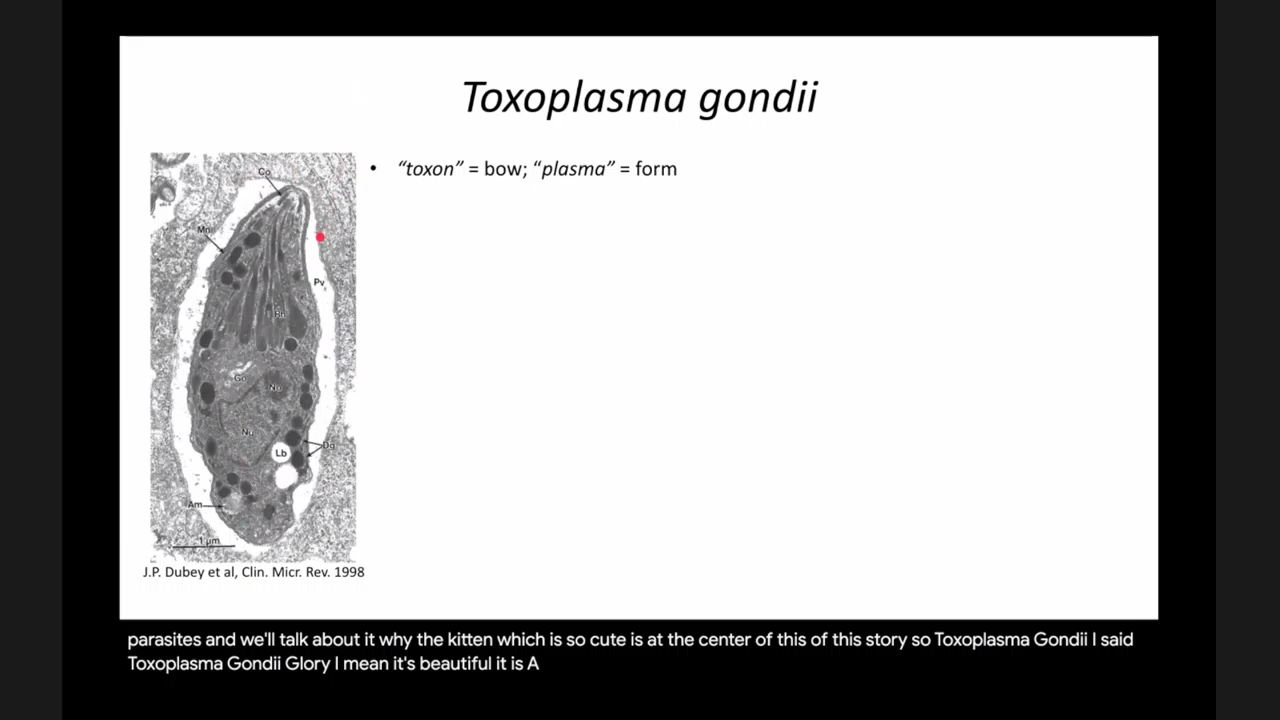 Toxoplasma gondii
• “toxon” = bow; “plasma” = form
Co
Mn
Pv
Rh
Go
No
Nu
Dg
Lb
Am
1 μm
J.P. Dubey et al, Clin. Micr. Rev. 1998
parasites and we'll talk about it why the kitten which is so cute is at the center of this of this story so Toxoplasma Gondii I said
Toxoplasma Gondii Glory I mean it's beautiful it is A